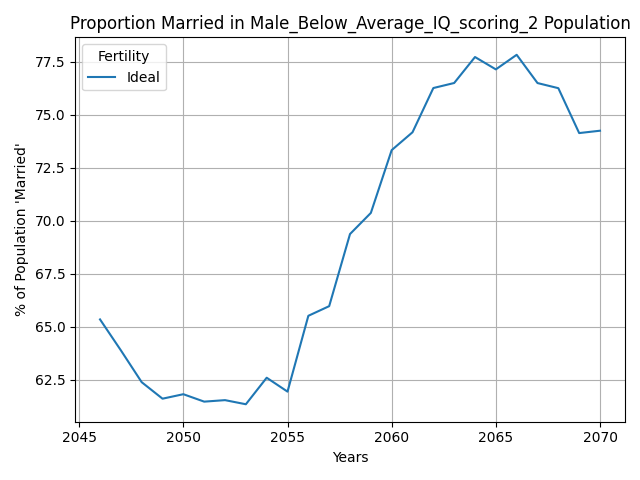 Proportion Married in Male_Below_Average_IQ_scoring_2 Population
Fertility
Ideal
% of Population 'Married'
77.5
75.0
72.5
70.0
67.5
65.0
62.5
2045
2050
2055
2060
2065
2070
Years